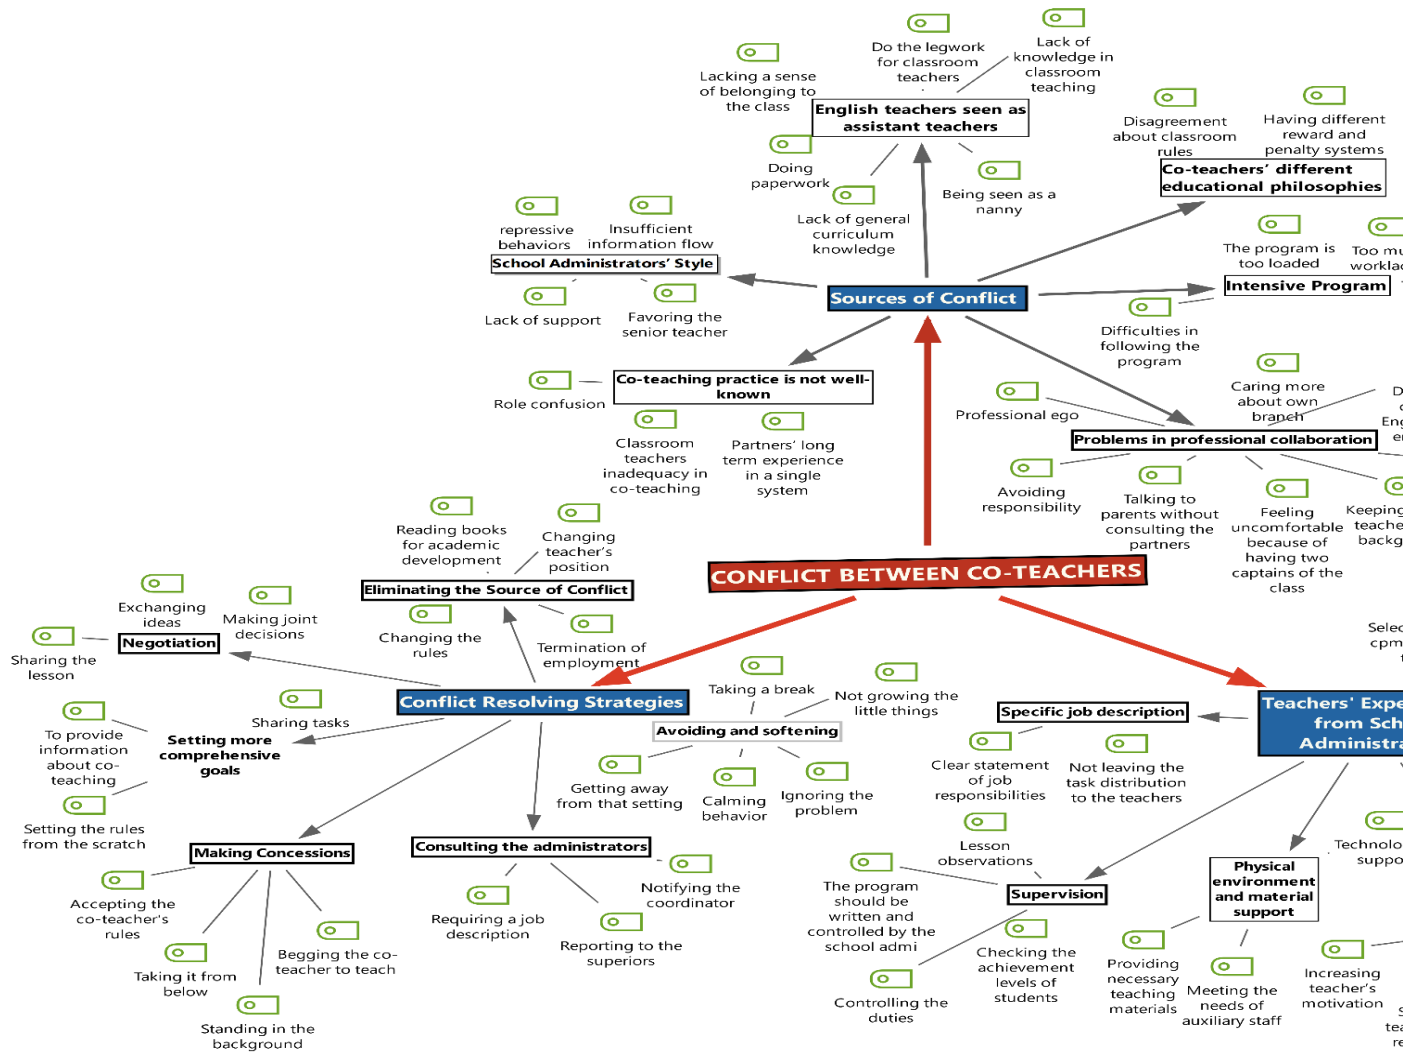 Do the legwork
for classroom
teachers
Lack of
knowledge in
classroom
teaching
Lacking a sense
of belonging to
the class
English teachers seen as
assistant teachers
Doing
paperwork
Lack of general
curriculum
knowledge
Being seen as a
nanny
Disagreement
about classroom
rules
Having different
reward and
penalty systems
Co-teachers' different
educational philosophies
repressive
behaviors
Insufficient
information flow
School Administrators' Style
Lack of support
Favoring the
senior teacher
Sources of Conflict
The program is
too loaded
Too
Intensive Program
Difficulties in
following the
program
Co-teaching practice is not well-
known
Role confusion
Classroom
teachers
inadequacy in
co-teaching
Partners' long
term experience
in a single
system
Professional ego
Caring more
about own
branch
Problems in professional collaboration
Avoiding
responsibility
Talking to
parents without
consulting the
partners
Feeling
uncomfortable
because of
having two
captains of the
class
Keeping
CONFLICT BETWEEN CO-TEACHERS
Reading books
for academic
development
Changing
teacher's
position
Eliminating the Source of Conflict
Changing the
rules
Termination of
employment
Exchanging
ideas
Making joint
decisions
Negotiation
Sharing the
lesson
Conflict Resolving Strategies
Sharing tasks
To provide
information
about co-
teaching
Setting more
comprehensive
goals
Setting the rules
from the scratch
Taking a break
Not growing the
little things
Avoiding and softening
Getting away
from that setting
Calming
behavior
Ignoring the
problem
Making Concessions
Accepting the
co-teacher's
rules
Taking it from
below
Standing in the
background
Begging the co-
teacher to teach
Consulting the administrators
Requiring a job
description
Reporting to the
superiors
Notifying the
coordinator
Teachers'
from
Specific job description
Clear statement
of job
responsibilities
Not leaving the
task distribution
to the teachers
Lesson
observations
The program
should be
written and
controlled by the
school admi
Supervision
Controlling the
duties
Checking the
achievement
levels of
students
Physical
environment
and material
support
Providing
necessary
teaching
materials
Meeting the
needs of
auxiliary staff
Increasing
teacher's
motivation